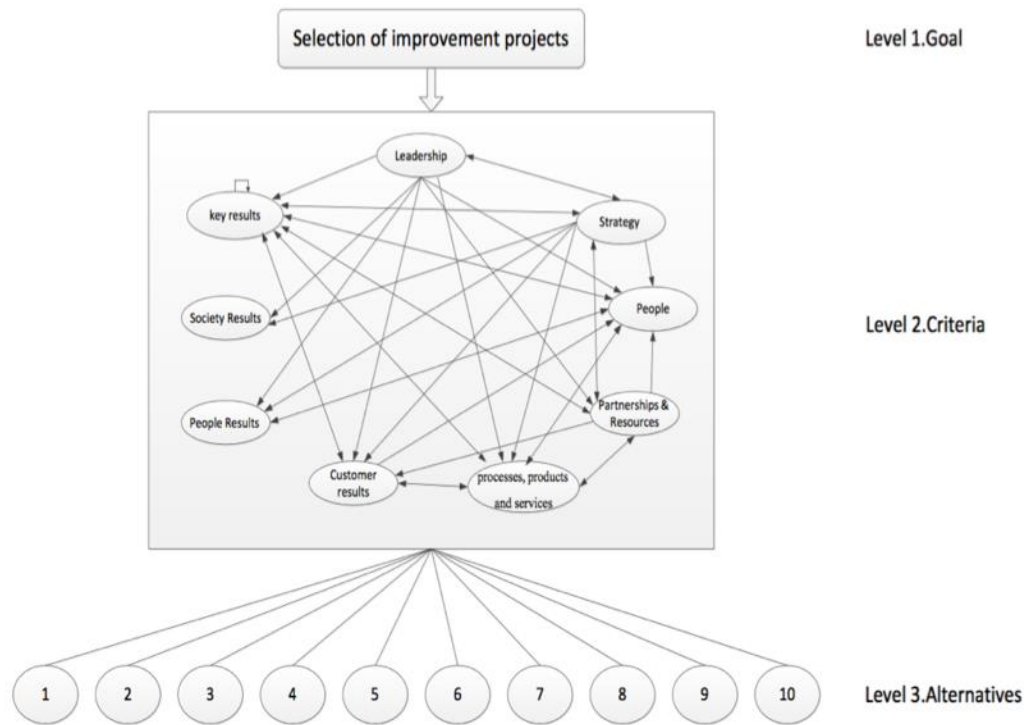 Selection of improvement projects
Level 1.Goal
Leadership
key results
Strategy
Society Results
People
Level 2.Criteria
People Results
Partnerships &
Resources
Customer
results
processes, products
and services
1
2
3
4
5
6
7
8
9
10
Level 3.Alternatives